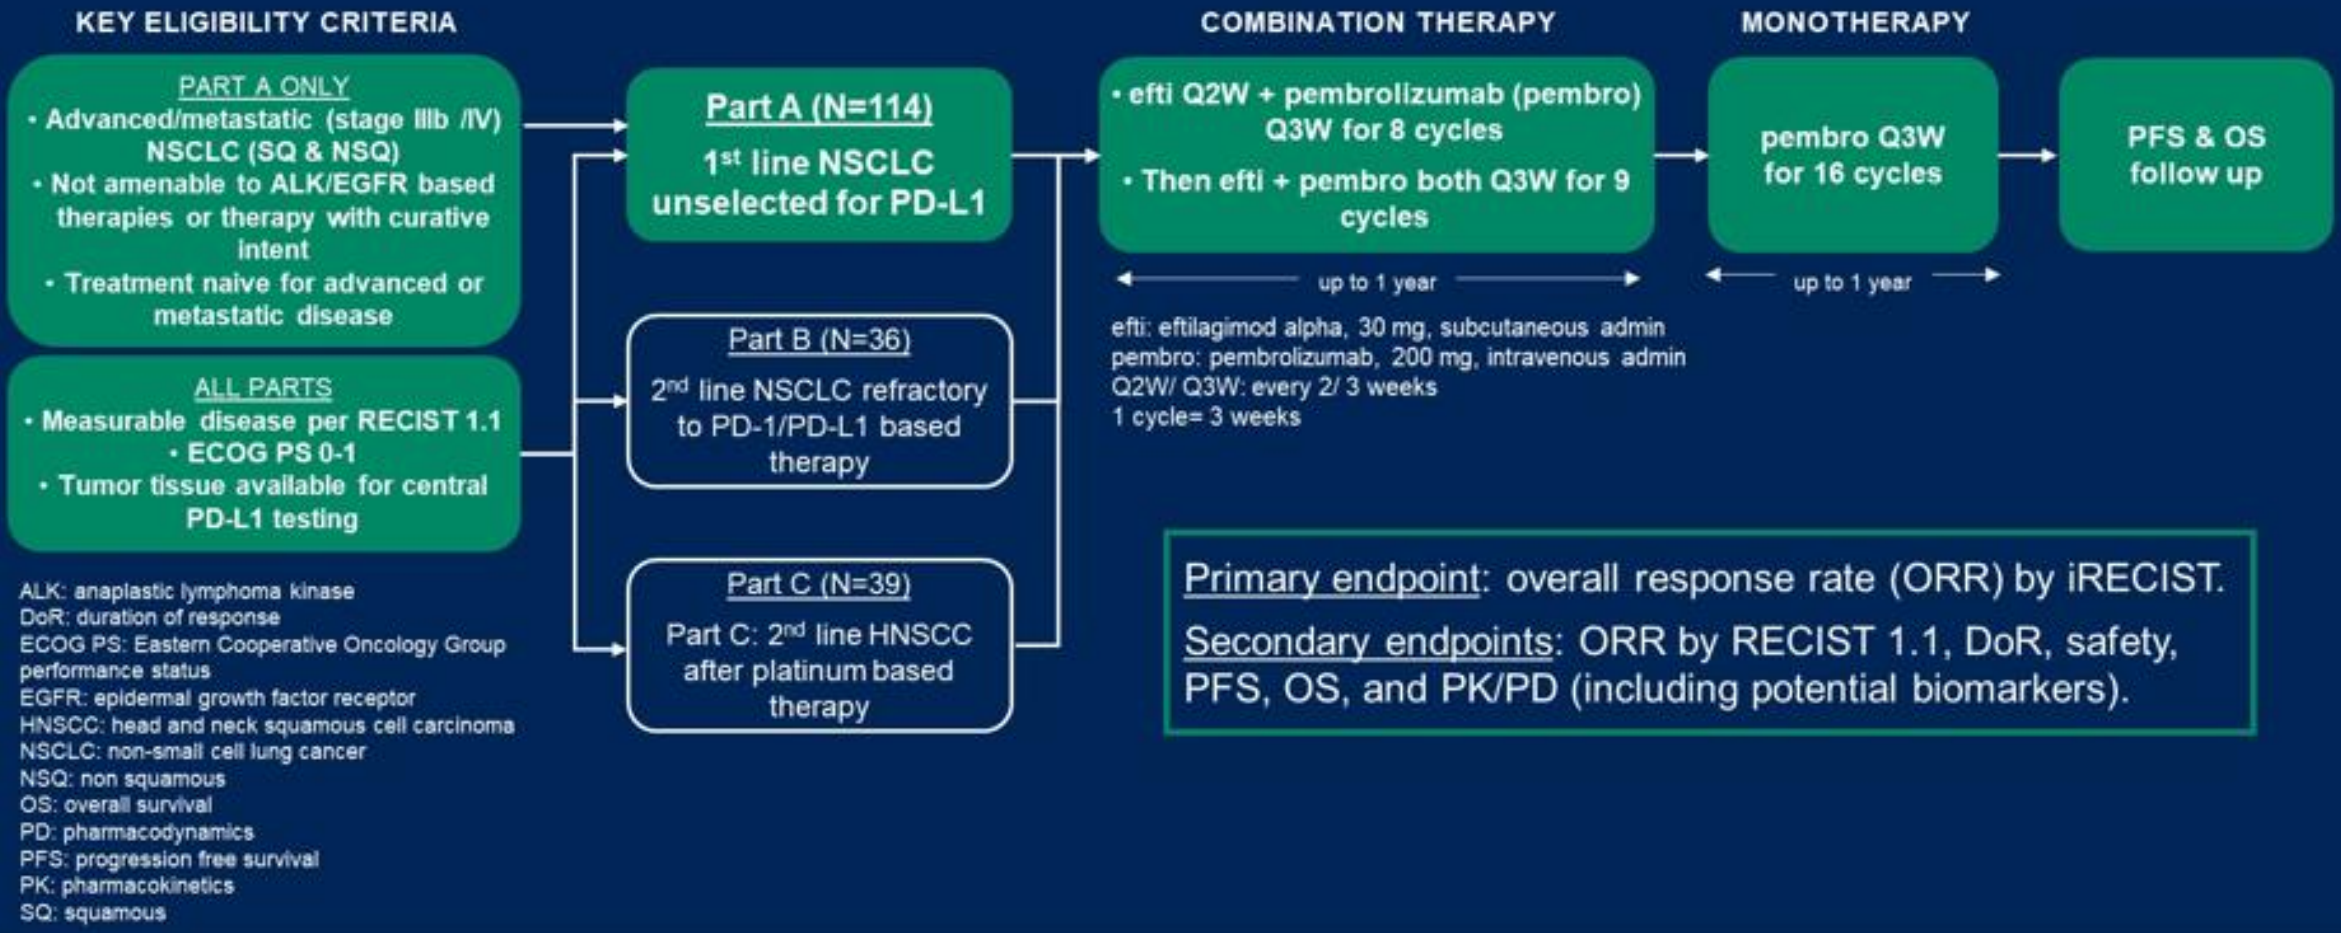 KEY ELIGIBILITY CRITERIA
PART A ONLY
• Advanced/metastatic (stage IIIb /IV)
NSCLC (SQ & NSQ)
• Not amenable to ALK/EGFR based
therapies or therapy with curative
intent
• Treatment naive for advanced or
metastatic disease
ALL PARTS
• Measurable disease per RECIST 1.1
• ECOG PS 0-1
• Tumor tissue available for central
PD-L1 testing
ALK: anaplastic lymphoma kinase
DoR: duration of response
ECOG PS: Eastern Cooperative Oncology Group
performance status
EGFR: epidermal growth factor receptor
HNSCC: head and neck squamous cell carcinoma
NSCLC: non-small cell lung cancer
NSQ: non squamous
OS: overall survival
PD: pharmacodynamics
PFS: progression free survival
PK: pharmacokinetics
SQ: squamous
Part A (N=114)
1st line NSCLC
unselected for PD-L1
Part B (N=36)
2nd line NSCLC refractory
to PD-1/PD-L1 based
therapy
Part C (N=39)
Part C: 2nd line HNSCC
after platinum based
therapy
COMBINATION THERAPY
• efti Q2W + pembrolizumab (pembro)
Q3W for 8 cycles
• Then efti + pembro both Q3W for 9
cycles
up to 1 year
efti: eftilagimod alpha, 30 mg, subcutaneous admin
pembro: pembrolizumab, 200 mg, intravenous admin
Q2W/ Q3W: every 2/ 3 weeks
1 cycle= 3 weeks
MONOTHERAPY
pembro Q3W
for 16 cycles
up to 1 year
PFS & OS
follow up
Primary endpoint: overall response rate (ORR) by iRECIST.
Secondary endpoints: ORR by RECIST 1.1, DoR, safety,
PFS, OS, and PK/PD (including potential biomarkers).